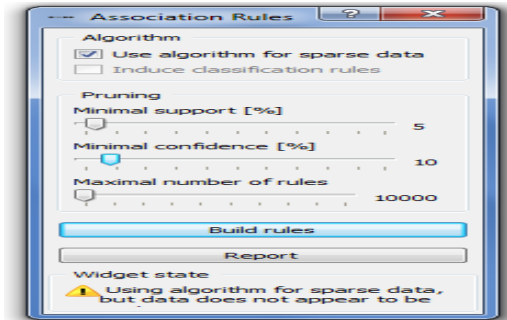 Association Rules
Algorithm
Use algorithm for sparse data
Induce classification rules
Pruning
Minimal support [%]
5
Minimal confidence [%]
10
Maximal number of rules
10000
Build rules
Report
Widget state
Using algorithm for sparse data,
but data does not appear to be